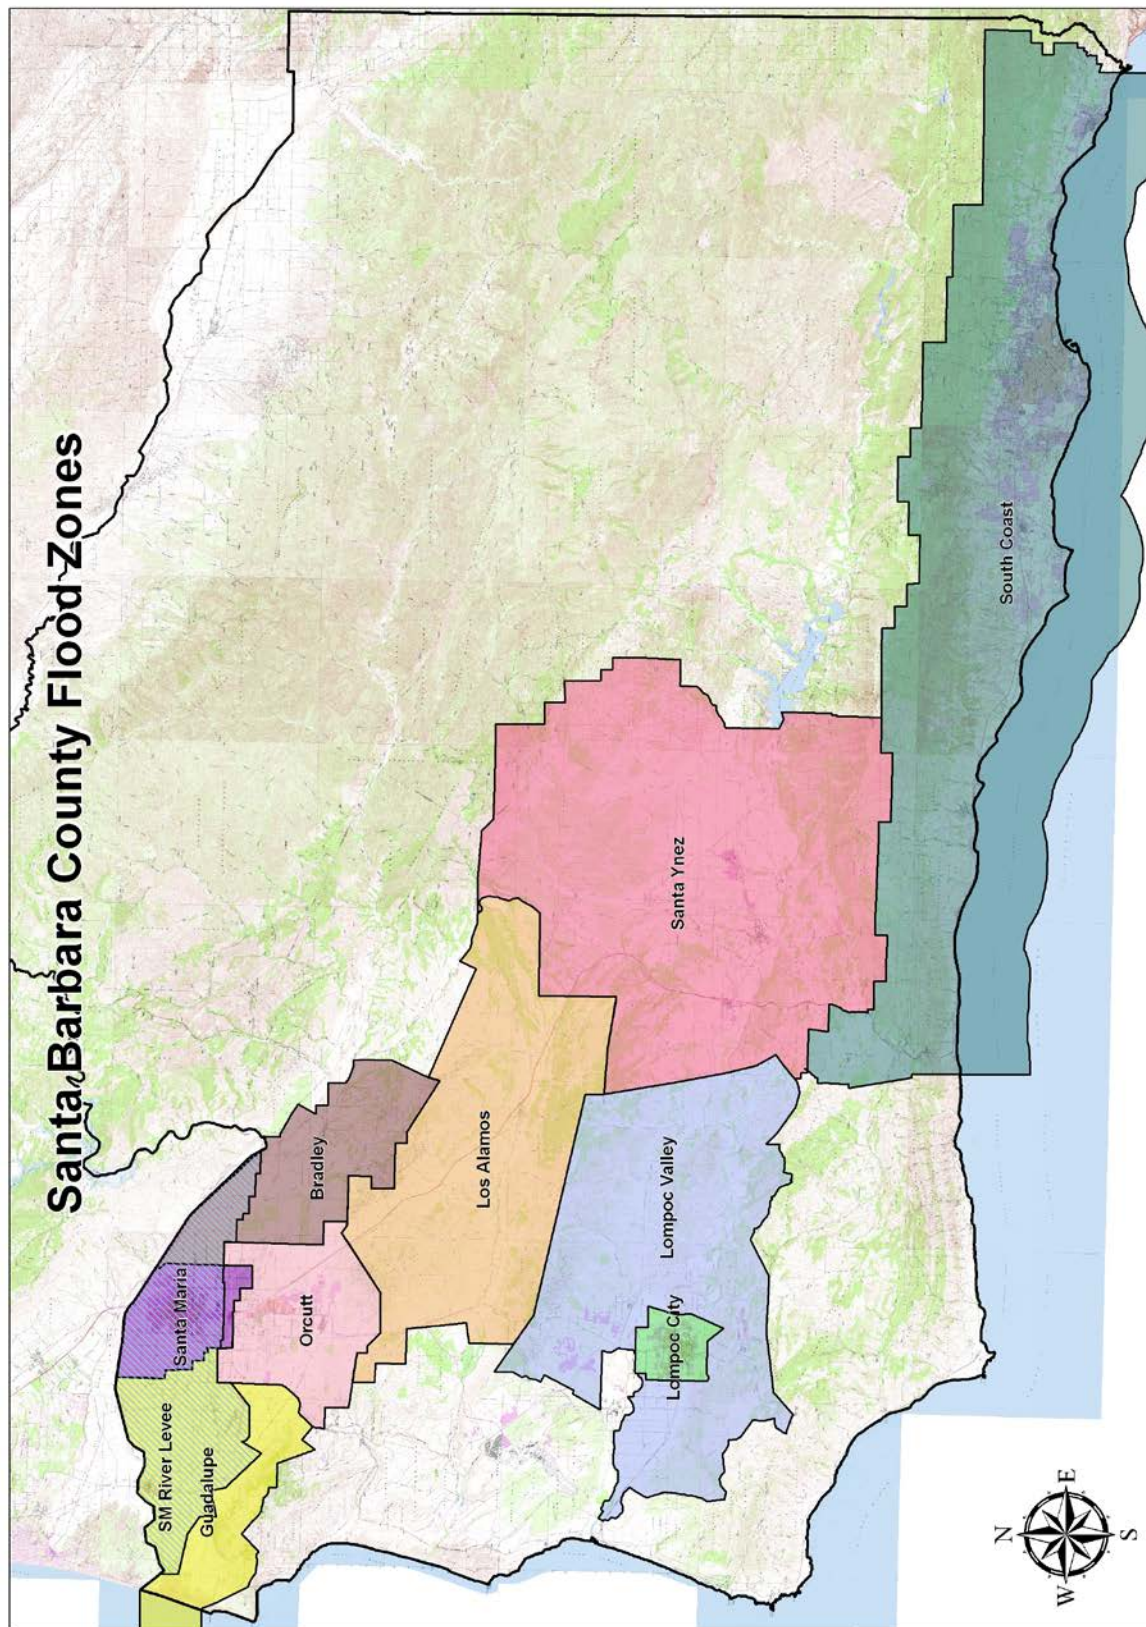 Santa Barbara County Flood Zones
SM River Levee
Guadalupe
Santa Maria
Orcutt
Bradley
Los Alamos
Lompoc Valley
Lompoc City
Santa Ynez
South Coast
N
W
E
S